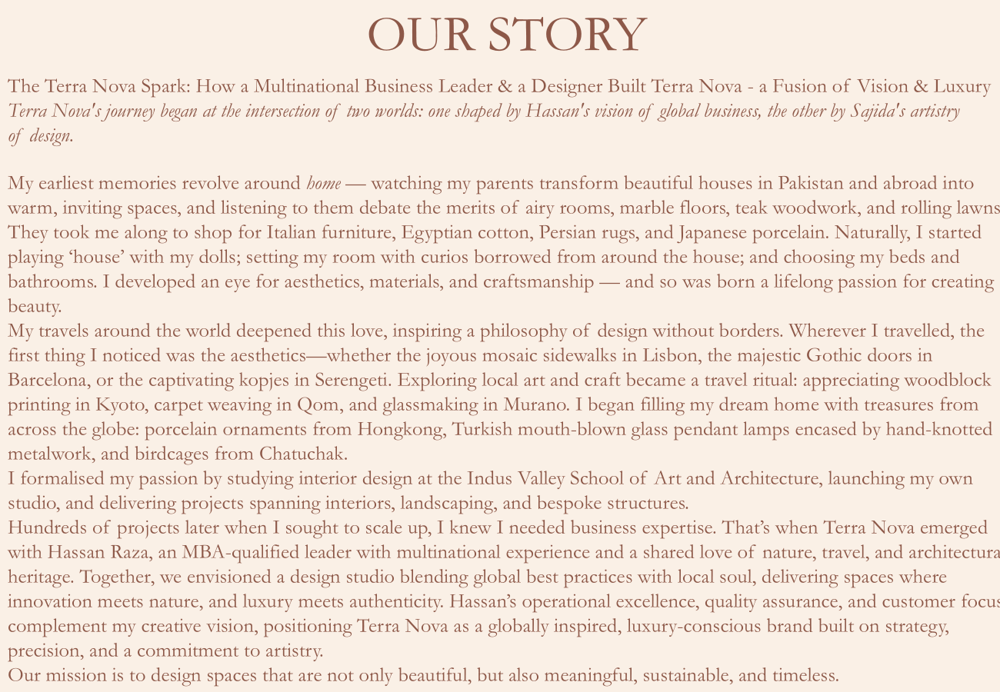 OUR STORY
The Terra Nova Spark: How a Multinational Business Leader & a Designer Built Terra Nova - a Fusion of Vision & Luxury
Terra Nova's journey began at the intersection of two worlds: one shaped by Hassan's vision of global business, the other by Sajida's artistry
of design.
My earliest memories revolve around home — watching my parents transform beautiful houses in Pakistan and abroad into
warm, inviting spaces, and listening to them debate the merits of airy rooms, marble floors, teak woodwork, and rolling lawns
They took me along to shop for Italian furniture, Egyptian cotton, Persian rugs, and Japanese porcelain. Naturally, I started
playing ‘house’ with my dolls; setting my room with curios borrowed from around the house; and choosing my beds and
bathrooms. I developed an eye for aesthetics, materials, and craftsmanship — and so was born a lifelong passion for creating
beauty.
My travels around the world deepened this love, inspiring a philosophy of design without borders. Wherever I travelled, the
first thing I noticed was the aesthetics—whether the joyous mosaic sidewalks in Lisbon, the majestic Gothic doors in
Barcelona, or the captivating kopjes in Serengeti. Exploring local art and craft became a travel ritual: appreciating woodblock
printing in Kyoto, carpet weaving in Qom, and glassmaking in Murano. I began filling my dream home with treasures from
across the globe: porcelain ornaments from Hongkong, Turkish mouth-blown glass pendant lamps encased by hand-knotted
metalwork, and birdcages from Chatuchak.
I formalised my passion by studying interior design at the Indus Valley School of Art and Architecture, launching my own
studio, and delivering projects spanning interiors, landscaping, and bespoke structures.
Hundreds of projects later when I sought to scale up, I knew I needed business expertise. That’s when Terra Nova emerged
with Hassan Raza, an MBA-qualified leader with multinational experience and a shared love of nature, travel, and architectura
heritage. Together, we envisioned a design studio blending global best practices with local soul, delivering spaces where
innovation meets nature, and luxury meets authenticity. Hassan’s operational excellence, quality assurance, and customer focus
complement my creative vision, positioning Terra Nova as a globally inspired, luxury-conscious brand built on strategy,
precision, and a commitment to artistry.
Our mission is to design spaces that are not only beautiful, but also meaningful, sustainable, and timeless.